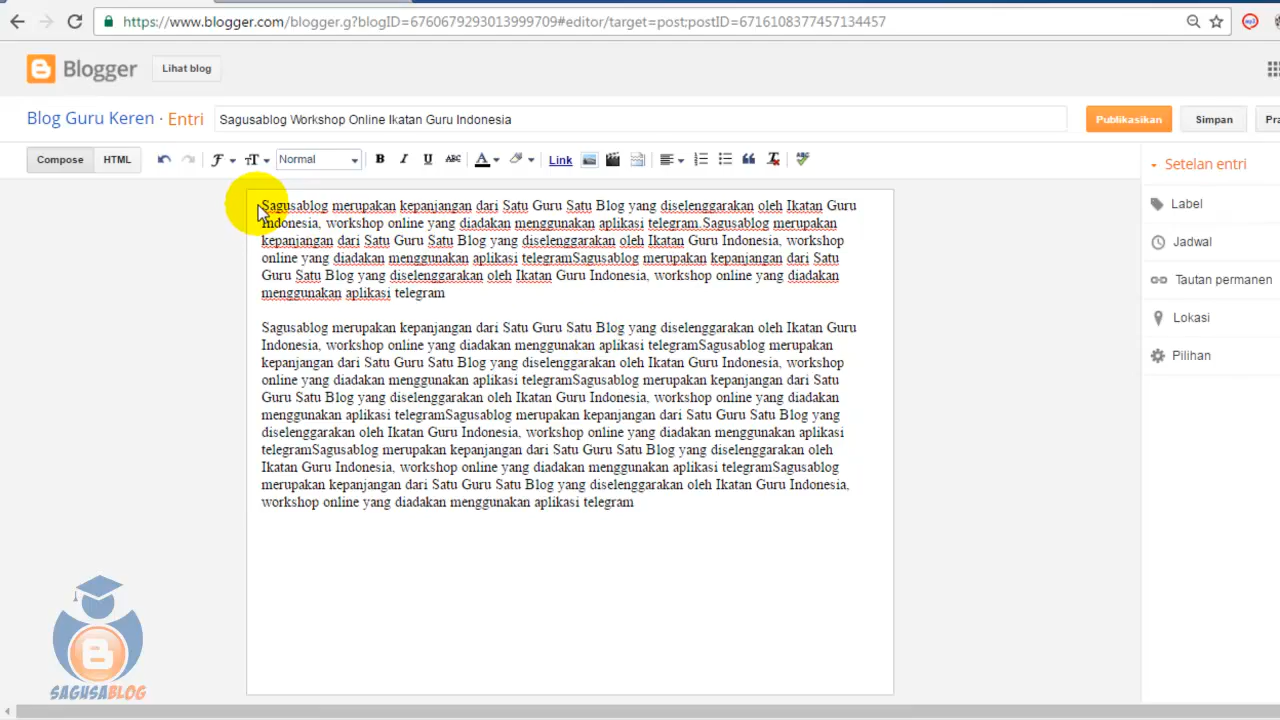 https://www.blogger.com/blogger.g?blogID=6760679293013999709#editor/target=post;postID=6716108377457134457
Blogger
Lihat blog
Blog Guru Keren · Entri
Sagusablog Workshop Online Ikatan Guru Indonesia
Publikasikan
Simpan
Pra
Compose
HTML
Normal
B
I
U
ABC
A
Link
Setelan entri
Label
Jadwal
Tautan permanen
Lokasi
Pilihan
Sagusablog merupakan kepanjangan dari Satu Guru Satu Blog yang diselenggarakan oleh Ikatan Guru
Indonesia, workshop online yang diadakan menggunakan aplikasi telegram.Sagusablog merupakan
kepanjangan dari Satu Guru Satu Blog yang diselenggarakan oleh Ikatan Guru Indonesia, workshop
online yang diadakan menggunakan aplikasi telegramSagusablog merupakan kepanjangan dari Satu
Guru Satu Blog yang diselenggarakan oleh Ikatan Guru Indonesia, workshop online yang diadakan
menggunakan aplikasi telegram
Sagusablog merupakan kepanjangan dari Satu Guru Satu Blog yang diselenggarakan oleh Ikatan Guru
Indonesia, workshop online yang diadakan menggunakan aplikasi telegramSagusablog merupakan
kepanjangan dari Satu Guru Satu Blog yang diselenggarakan oleh Ikatan Guru Indonesia, workshop
online yang diadakan menggunakan aplikasi telegramSagusablog merupakan kepanjangan dari Satu
Guru Satu Blog yang diselenggarakan oleh Ikatan Guru Indonesia, workshop online yang diadakan
menggunakan aplikasi telegramSagusablog merupakan kepanjangan dari Satu Guru Satu Blog yang
diselenggarakan oleh Ikatan Guru Indonesia, workshop online yang diadakan menggunakan aplikasi
telegramSagusablog merupakan kepanjangan dari Satu Guru Satu Blog yang diselenggarakan oleh
Ikatan Guru Indonesia, workshop online yang diadakan menggunakan aplikasi telegramSagusablog
merupakan kepanjangan dari Satu Guru Satu Blog yang diselenggarakan oleh Ikatan Guru Indonesia,
workshop online yang diadakan menggunakan aplikasi telegram
SAGUSABLOG